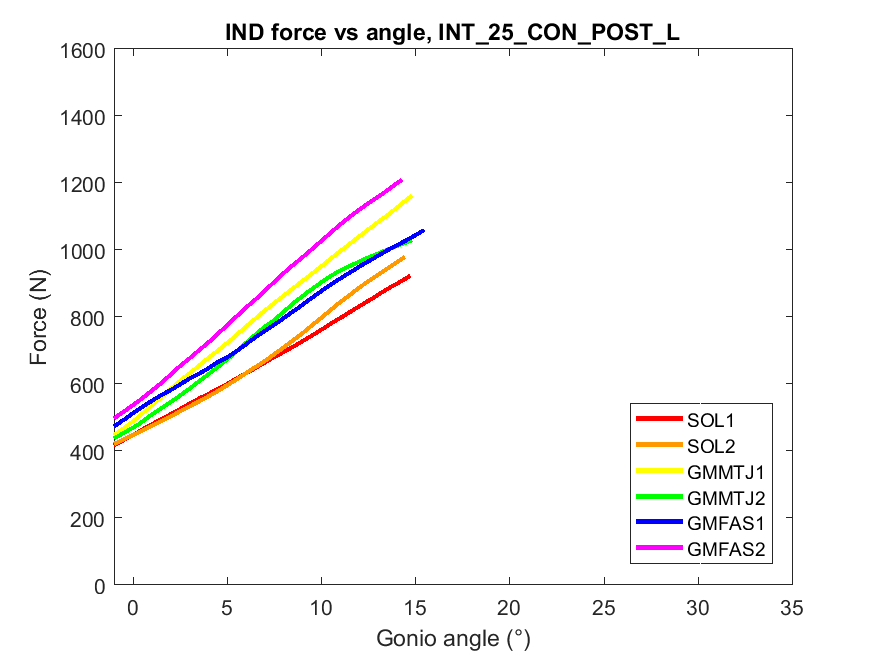 IND force vs angle, INT_25_CON_POST_L
1600
1400
1200
1000
800
600
400
200
0
Force (N)
0 5 10 15 20 25 30 35
Gonio angle (°)
SOL1
SOL2
GMMTJ1
GMMTJ2
GMFAS1
GMFAS2